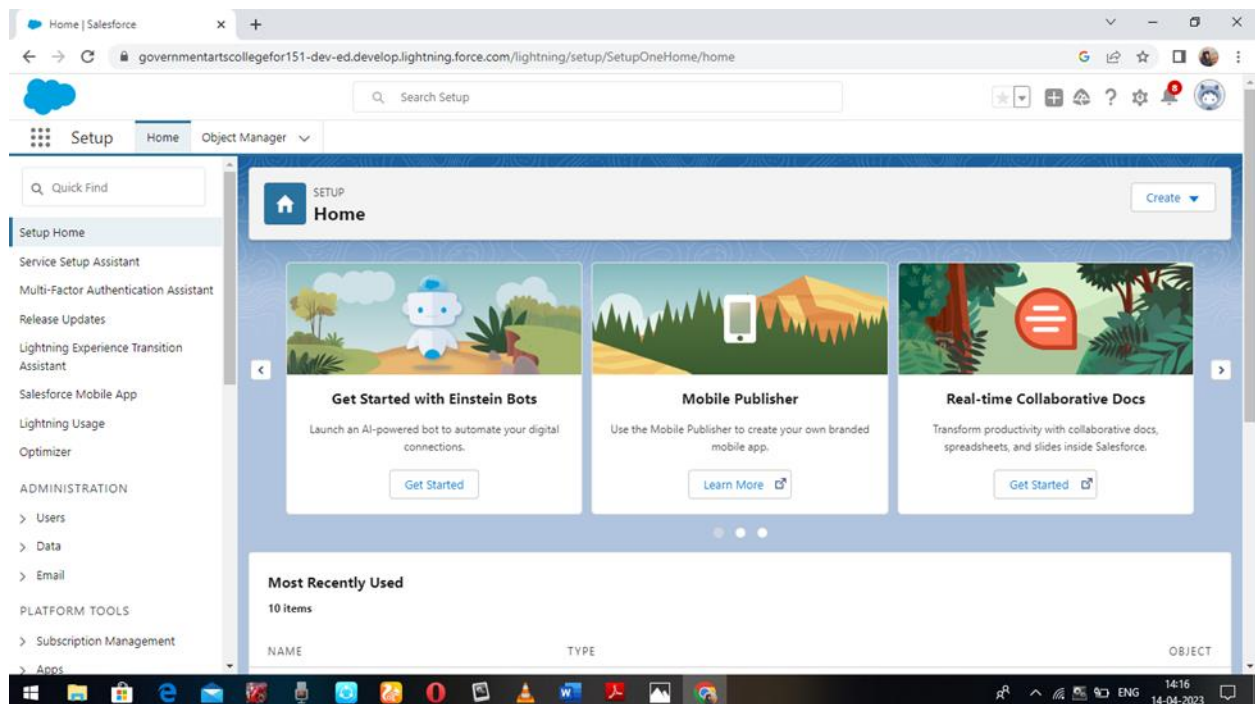 Home | Salesforce
governmentartscollegefor151-dev-ed.develop.lightning.force.com/lightning/setup/SetupOneHome/home
Search Setup
8
Setup
Home
Object Manager
Quick Find
Setup Home
Service Setup Assistant
Multi-Factor Authentication Assistant
Release Updates
Lightning Experience Transition
Assistant
Salesforce Mobile App
Lightning Usage
Optimizer
ADMINISTRATION
Users
Data
Email
PLATFORM TOOLS
Subscription Management
Apps
SETUP
Home
Create
Get Started with Einstein Bots
Launch an AI-powered bot to automate your digital
connections.
Get Started
Mobile Publisher
Use the Mobile Publisher to create your own branded
mobile app.
Learn More
Real-time Collaborative Docs
Transform productivity with collaborative docs,
spreadsheets, and slides inside Salesforce.
Get Started
Most Recently Used
10 items
NAME TYPE OBJECT
ENG
14:16
14-04-2023